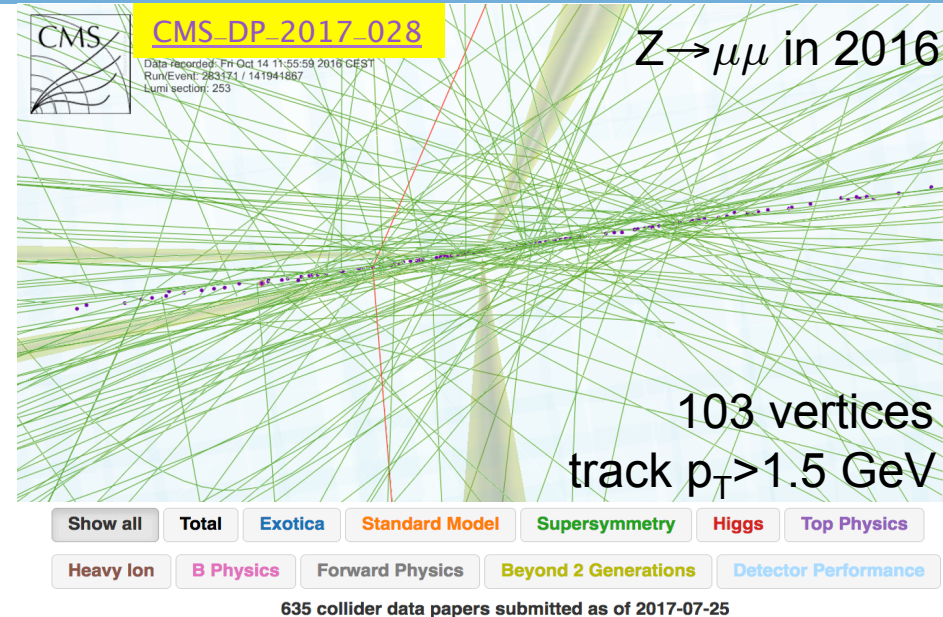 CMS
CMS_DP_2017_028
Z→μμ in 2016
Data recorded: Fri Oct 14 11:55:59 2016 CEST
Run/Event: 283171 / 141941867
Lumi section: 253
103 vertices
track pT>1.5 GeV
Show all Total Exotica Standard Model Supersymmetry Higgs Top Physics
Heavy Ion B Physics Forward Physics Beyond 2 Generations Detector Performance
635 collider data papers submitted as of 2017-07-25